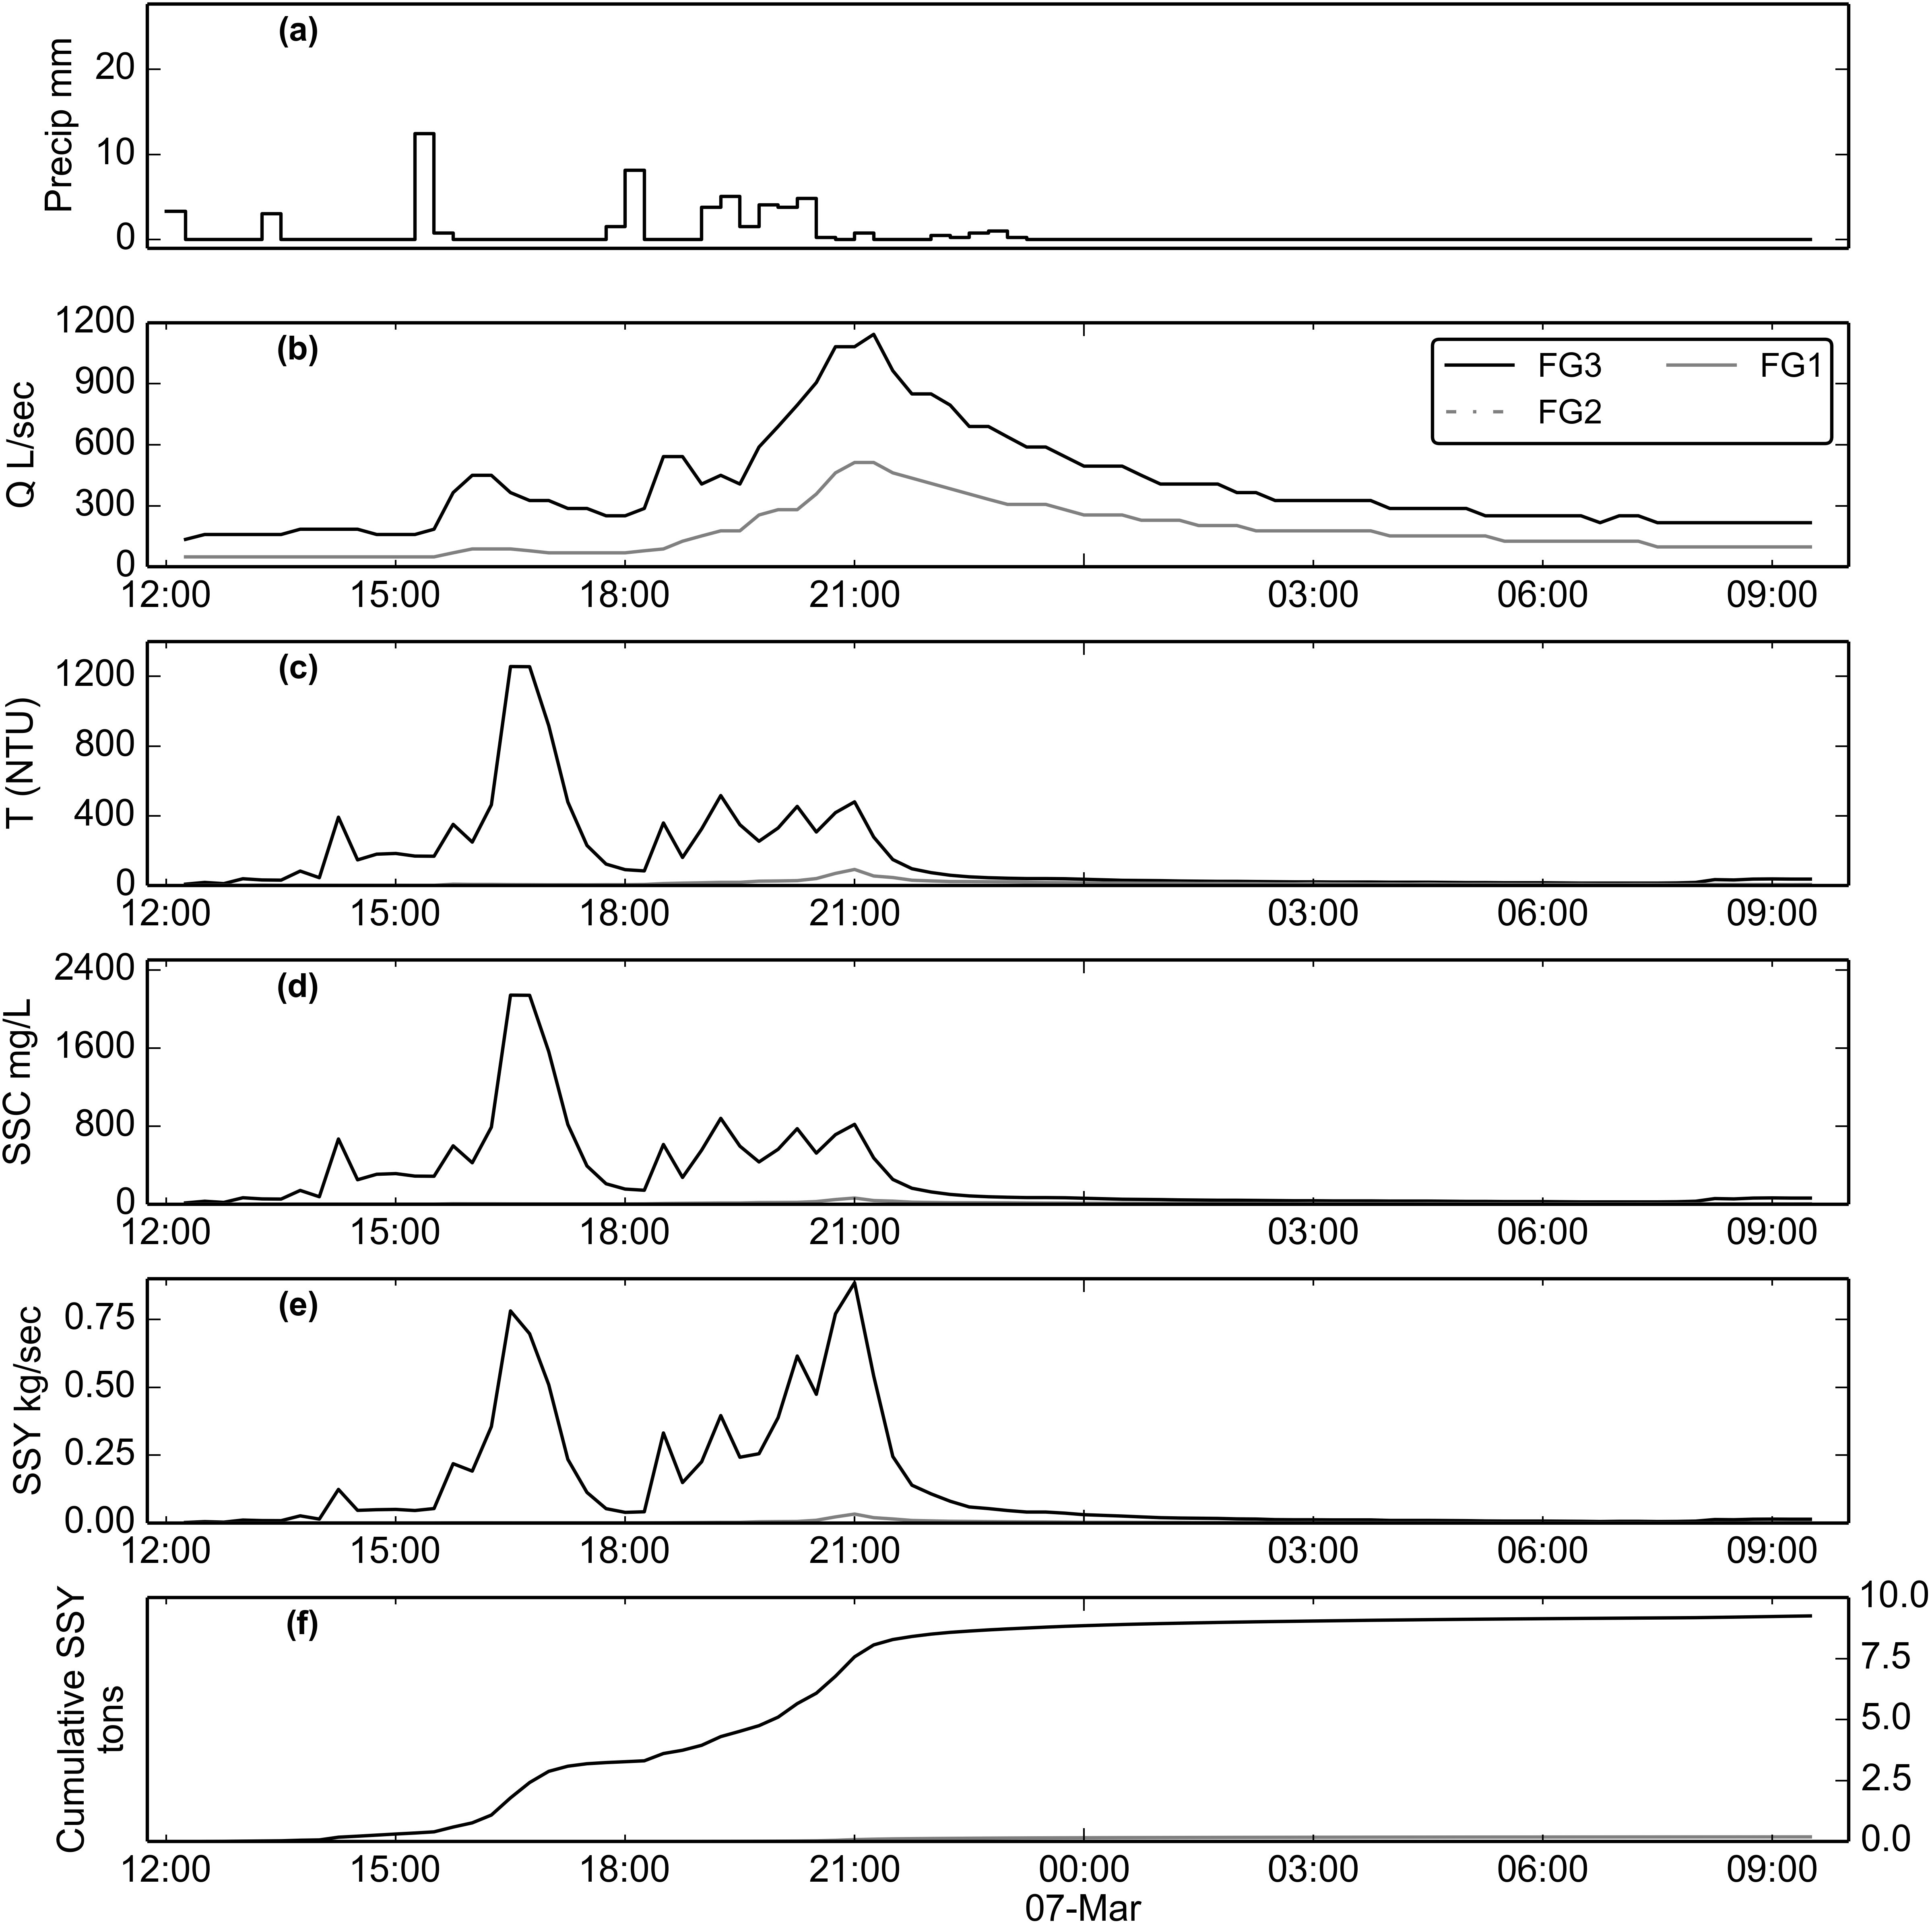 (a)
Precip mm
20
10
0
(b)
Q L/sec
1200
900
600
300
0
FG3 FG1
FG2
12:00 15:00 18:00 21:00 03:00 06:00 09:00
(c)
T (NTU)
1200
800
400
0
12:00 15:00 18:00 21:00 03:00 06:00 09:00
(d)
SSC mg/L
2400
1600
800
0
12:00 15:00 18:00 21:00 03:00 06:00 09:00
(e)
SSY kg/sec
0.75
0.50
0.25
0.00
12:00 15:00 18:00 21:00 03:00 06:00 09:00
(f)
Cumulative SSY
tons
10.0
7.5
5.0
2.5
0.0
12:00 15:00 18:00 21:00 00:00 03:00 06:00 09:00
07-Mar